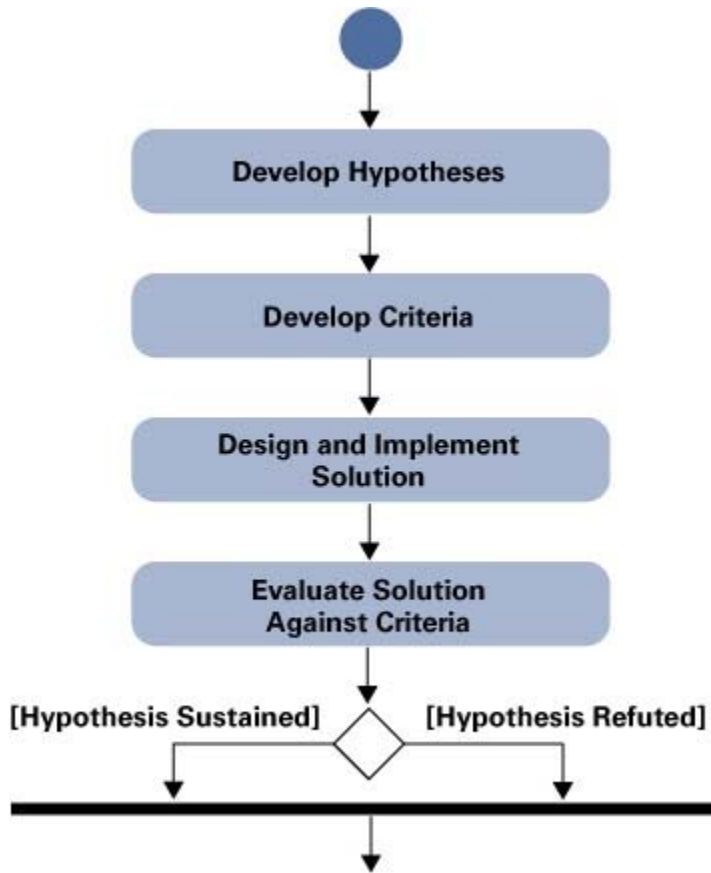 Develop Hypotheses
Develop Criteria
Design and Implement
Solution
Evaluate Solution
Against Criteria
[Hypothesis Sustained]
[Hypothesis Refuted]